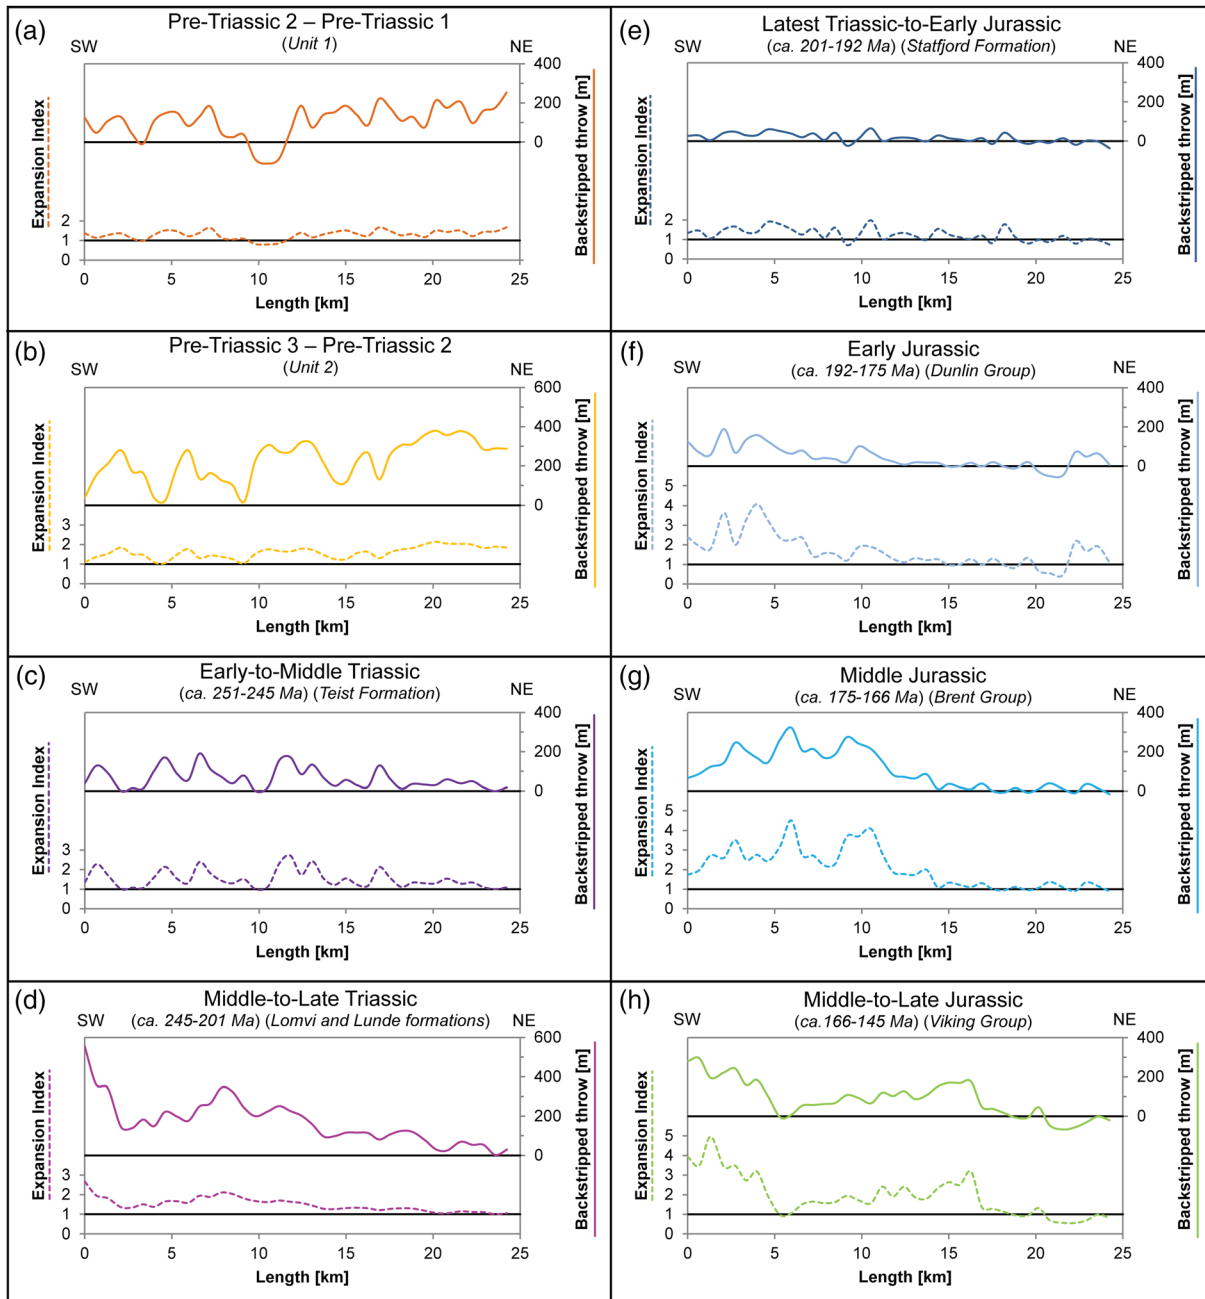 (a)
Pre-Triassic 2 – Pre-Triassic 1
(Unit 1)
SW
NE
Expansion Index
2
1
0
400
200
0
Backstripped throw [m]
0 5 10 15 20 25
Length [km]
(b)
Pre-Triassic 3 – Pre-Triassic 2
(Unit 2)
SW
NE
Expansion Index
3
2
1
0
600
400
200
0
Backstripped throw [m]
0 5 10 15 20 25
Length [km]
(c)
Early-to-Middle Triassic
(ca. 251-245 Ma) (Teist Formation)
SW
NE
Expansion Index
3
2
1
0
400
200
0
Backstripped throw [m]
0 5 10 15 20 25
Length [km]
(d)
Middle-to-Late Triassic
(ca. 245-201 Ma) (Lomvi and Lunde formations)
SW
NE
Expansion Index
3
2
1
0
600
400
200
0
Backstripped throw [m]
0 5 10 15 20 25
Length [km]
(e)
Latest Triassic-to-Early Jurassic
(ca. 201-192 Ma) (Statfjord Formation)
SW
NE
Expansion Index
2
1
0
400
200
0
Backstripped throw [m]
0 5 10 15 20 25
Length [km]
(f)
Early Jurassic
(ca. 192-175 Ma) (Dunlin Group)
SW
NE
Expansion Index
5
4
3
2
1
0
400
200
0
Backstripped throw [m]
0 5 10 15 20 25
Length [km]
(g)
Middle Jurassic
(ca. 175-166 Ma) (Brent Group)
SW
NE
Expansion Index
5
4
3
2
1
0
400
200
0
Backstripped throw [m]
0 5 10 15 20 25
Length [km]
(h)
Middle-to-Late Jurassic
(ca.166-145 Ma) (Viking Group)
SW
NE
Expansion Index
5
4
3
2
1
0
400
200
0
Backstripped throw [m]
0 5 10 15 20 25
Length [km]